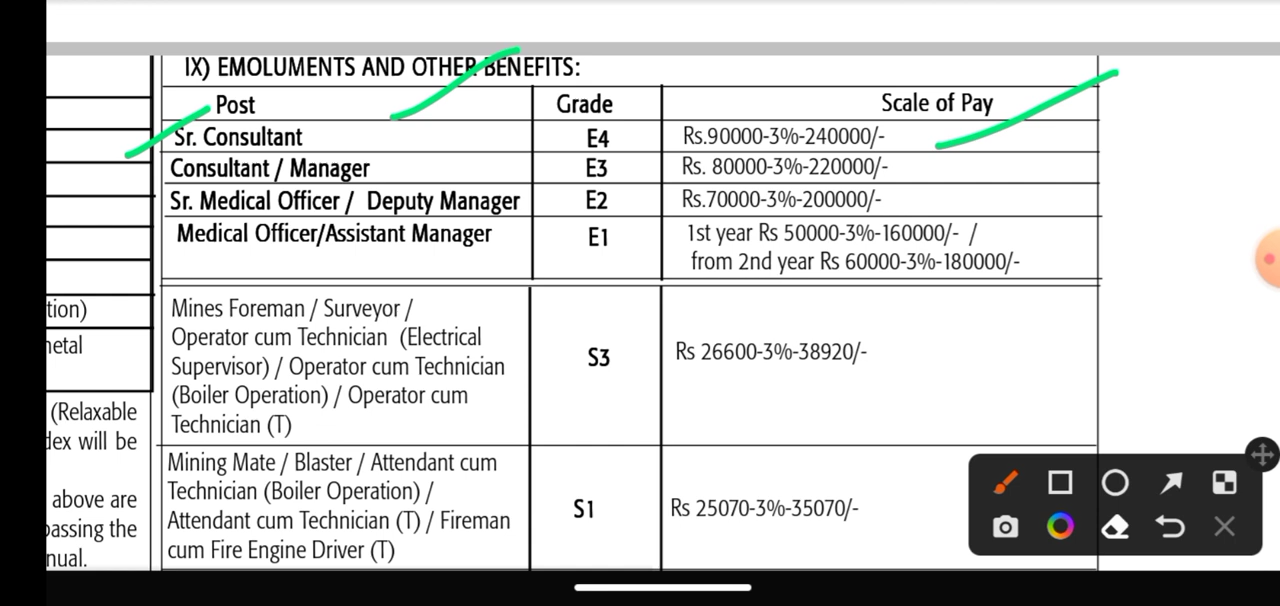 IX) EMOLUMENTS AND OTHER BENEFITS:
Post Grade Scale of Pay
Sr. Consultant E4 Rs.90000-3%-240000/-
Consultant / Manager E3 Rs. 80000-3%-220000/-
Sr. Medical Officer / Deputy Manager E2 Rs.70000-3%-200000/-
Medical Officer/Assistant Manager E1 1st year Rs 50000-3%-160000/- /
from 2nd year Rs 60000-3%-180000/-
Mines Foreman / Surveyor /
Operator cum Technician (Electrical
Supervisor) / Operator cum Technician
(Boiler Operation) / Operator cum
Technician (T)
S3 Rs 26600-3%-38920/-
Mining Mate / Blaster / Attendant cum
Technician (Boiler Operation) /
Attendant cum Technician (T) / Fireman
cum Fire Engine Driver (T)
S1 Rs 25070-3%-35070/-
(Relaxable
will be
above are
the